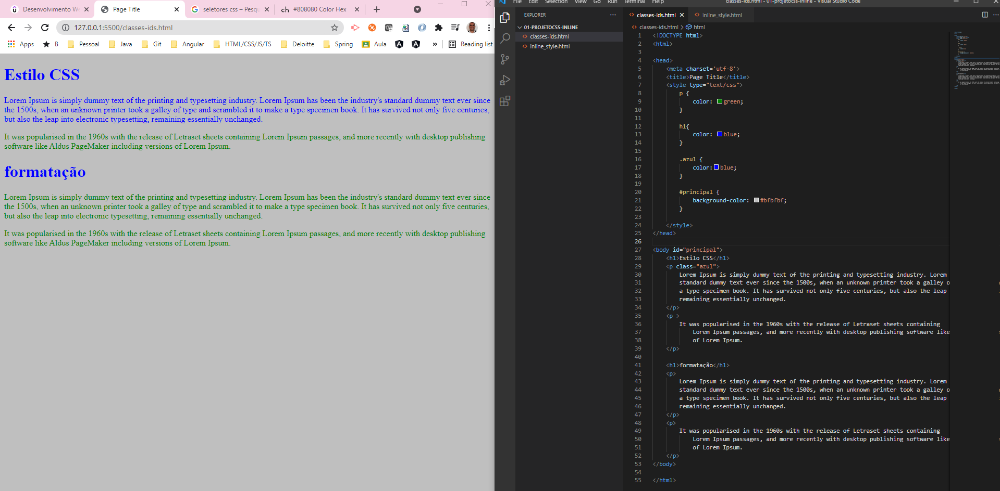 Desenvolvimento W
Page Title
seletores css – Pesqu
ch #808080 Color Hex
127.0.0.1:5500/classes-ids.html
Apps
B
Pessoal
Java
Git
Angular
HTML/CSS/JS/TS
Deloitte
Spring
Aula
»
Reading list
Estilo CSS
Lorem Ipsum is simply dummy text of the printing and typesetting industry. Lorem Ipsum has been the industry's standard dummy text ever since
the 1500s, when an unknown printer took a galley of type and scrambled it to make a type specimen book. It has survived not only five centuries,
but also the leap into electronic typesetting, remaining essentially unchanged.
It was popularised in the 1960s with the release of Letraset sheets containing Lorem Ipsum passages, and more recently with desktop publishing
software like Aldus PageMaker including versions of Lorem Ipsum.
formatação
Lorem Ipsum is simply dummy text of the printing and typesetting industry. Lorem Ipsum has been the industry's standard dummy text ever since
the 1500s, when an unknown printer took a galley of type and scrambled it to make a type specimen book. It has survived not only five centuries,
but also the leap into electronic typesetting, remaining essentially unchanged.
It was popularised in the 1960s with the release of Letraset sheets containing Lorem Ipsum passages, and more recently with desktop publishing
software like Aldus PageMaker including versions of Lorem Ipsum.
File Edit Selection View Go Run Terminal Help classes-ids.html - 01-projetocss-inline - Visual Studio Code
EXPLORER
01-PROJETOCSS-INLINE
classes-ids.html
inline_style.html
classes-ids.html
inline_style.html
classes-ids.html > html
1 <!DOCTYPE html>
2 <html>
3
4 <head>
5 <meta charset='utf-8'>
6 <title>Page Title</title>
7 <style type="text/css">
8 p {
9 color: green;
10 }
11
12 h1{
13 color: blue;
14 }
15
16 .azul {
17 color: blue;
18 }
19
20 #principal {
21 background-color: #bfbfbf;
22 }
23
24 </style>
25 </head>
26
27 <body id="principal">
28 <h1>Estilo CSS</h1>
29 <p class="azul">
30 Lorem Ipsum is simply dummy text of the printing and typesetting industry. Lorem
31 standard dummy text ever since the 1500s, when an unknown printer took a galley o
32 a type specimen book. It has survived not only five centuries, but also the leap
33 remaining essentially unchanged.
34 </p>
35 <p >
36 It was popularised in the 1960s with the release of Letraset sheets containing
37 Lorem Ipsum passages, and more recently with desktop publishing software like
38 of Lorem Ipsum.
39 </p>
40
41 <h1>formatação</h1>
42 <p>
43 Lorem Ipsum is simply dummy text of the printing and typesetting industry. Lorem
44 standard dummy text ever since the 1500s, when an unknown printer took a galley o
45 a type specimen book. It has survived not only five centuries, but also the leap
46 remaining essentially unchanged.
47 </p>
48 <p>
49 It was popularised in the 1960s with the release of Letraset sheets containing
50 Lorem Ipsum passages, and more recently with desktop publishing software like
51 of Lorem Ipsum.
52 </p>
53 </body>
54
55 </html>